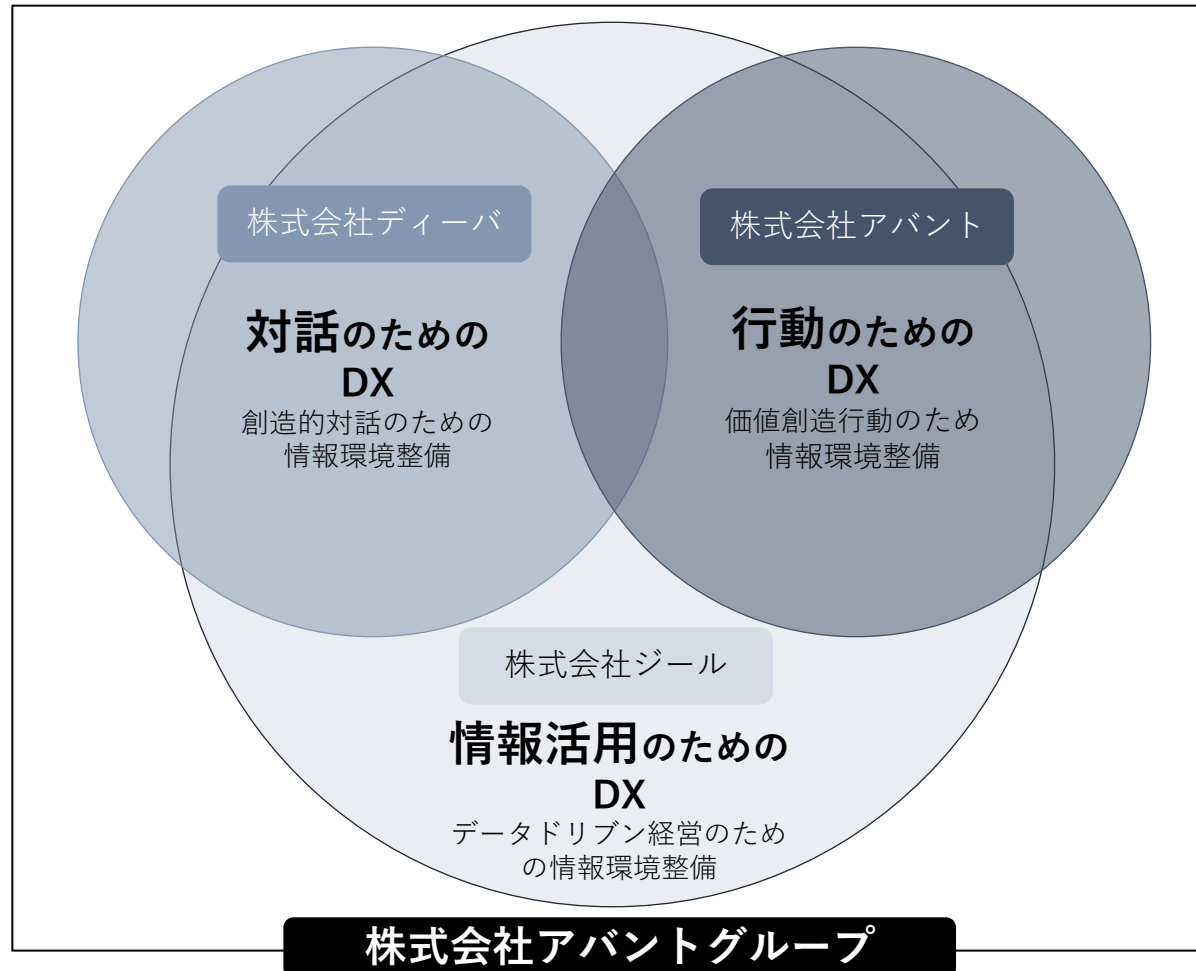 株式会社ディーバ
対話のための
DX
創造的対話のための
情報環境整備
株式会社アバント
行動のための
DX
価値創造行動のため
情報環境整備
株式会社ジール
情報活用のための
DX
データドリブン経営のため
の情報環境整備
株式会社アバントグループ